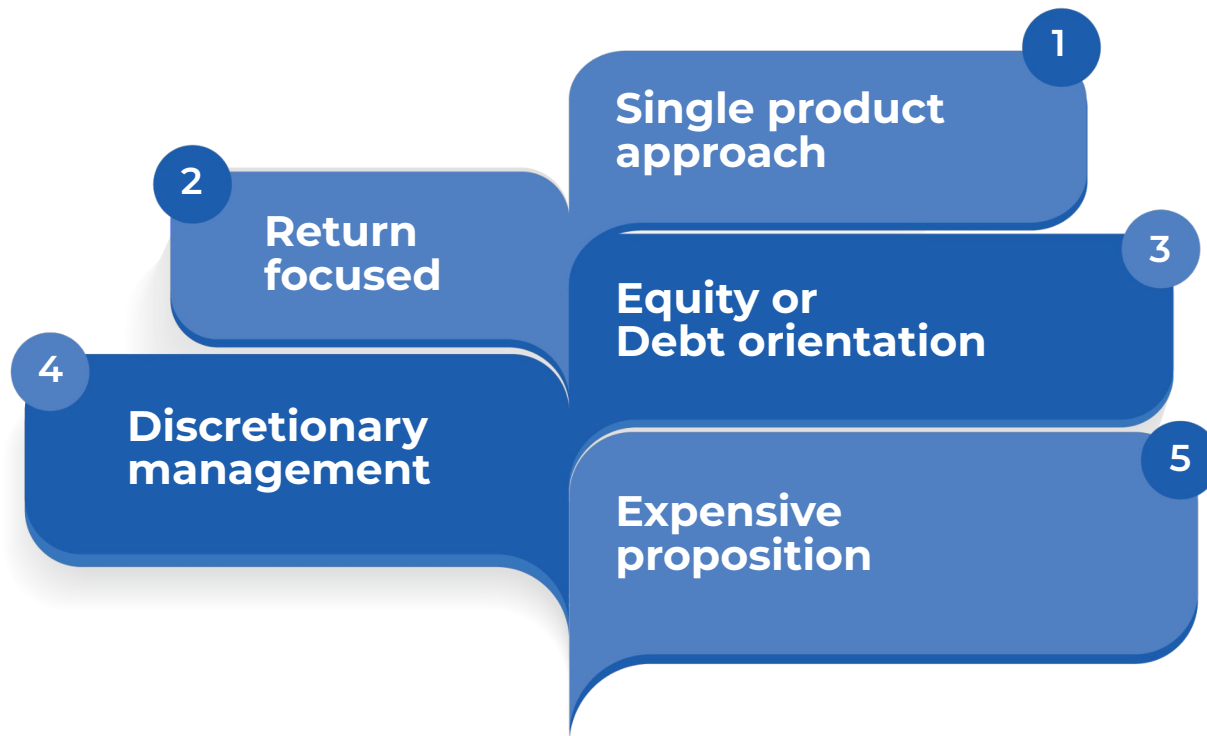 1
Single product
approach
2
Return
focused
3
Equity or
Debt orientation
4
Discretionary
management
5
Expensive
proposition